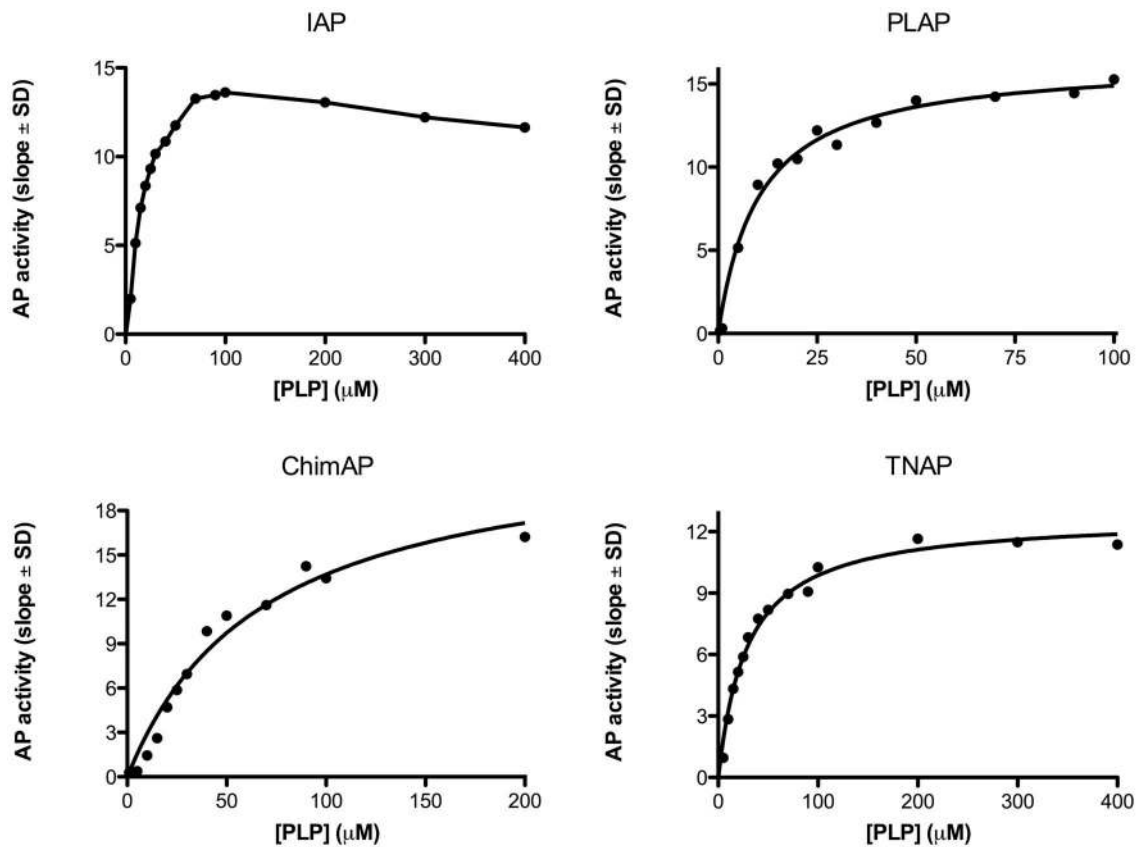 IAP
AP activity (slope ± SD)
15
10
5
0
0 100 200 300 400
[PLP] (μM)
PLAP
AP activity (slope ± SD)
15
10
5
0
0 25 50 75 100
[PLP] (μM)
ChimAP
AP activity (slope ± SD)
18
15
12
9
6
3
0
0 50 100 150 200
[PLP] (μM)
TNAP
AP activity (slope ± SD)
12
9
6
3
0
0 100 200 300 400
[PLP] (μM)